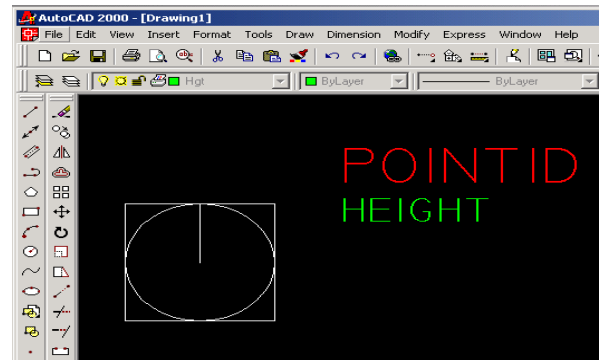 AutoCAD 2000 - [Drawing1]
File Edit View Insert Format Tools Draw Dimension Modify Express Window Help
Hgt ByLayer ByLayer
POINTID
HEIGHT